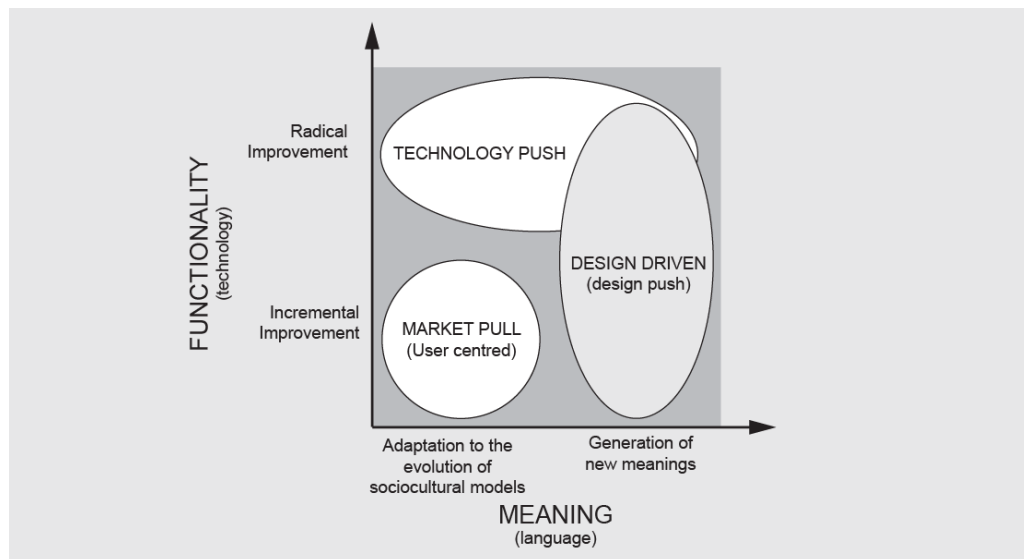 Radical
Improvement
TECHNOLOGY PUSH
FUNCTIONALITY
(technology)
DESIGN DRIVEN
(design push)
Incremental
Improvement
MARKET PULL
(User centred)
Adaptation to the
evolution of
sociocultural models
Generation of
new meanings
MEANING
(language)